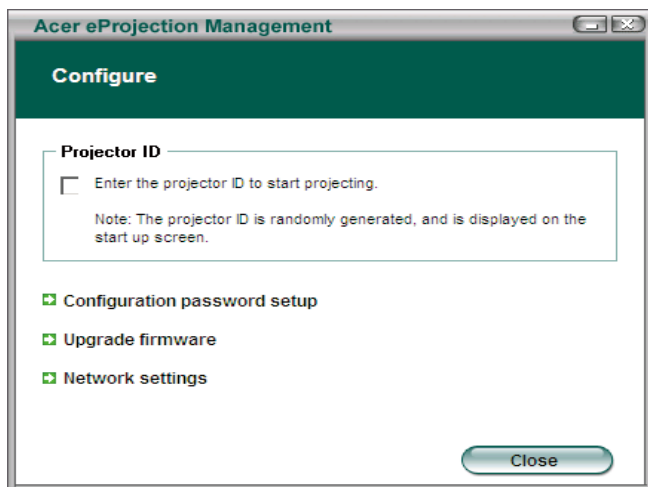 Acer eProjection Management
Configure
Projector ID
Enter the projector ID to start projecting.
Note: The projector ID is randomly generated, and is displayed on the
start up screen.
Configuration password setup
Upgrade firmware
Network settings
Close